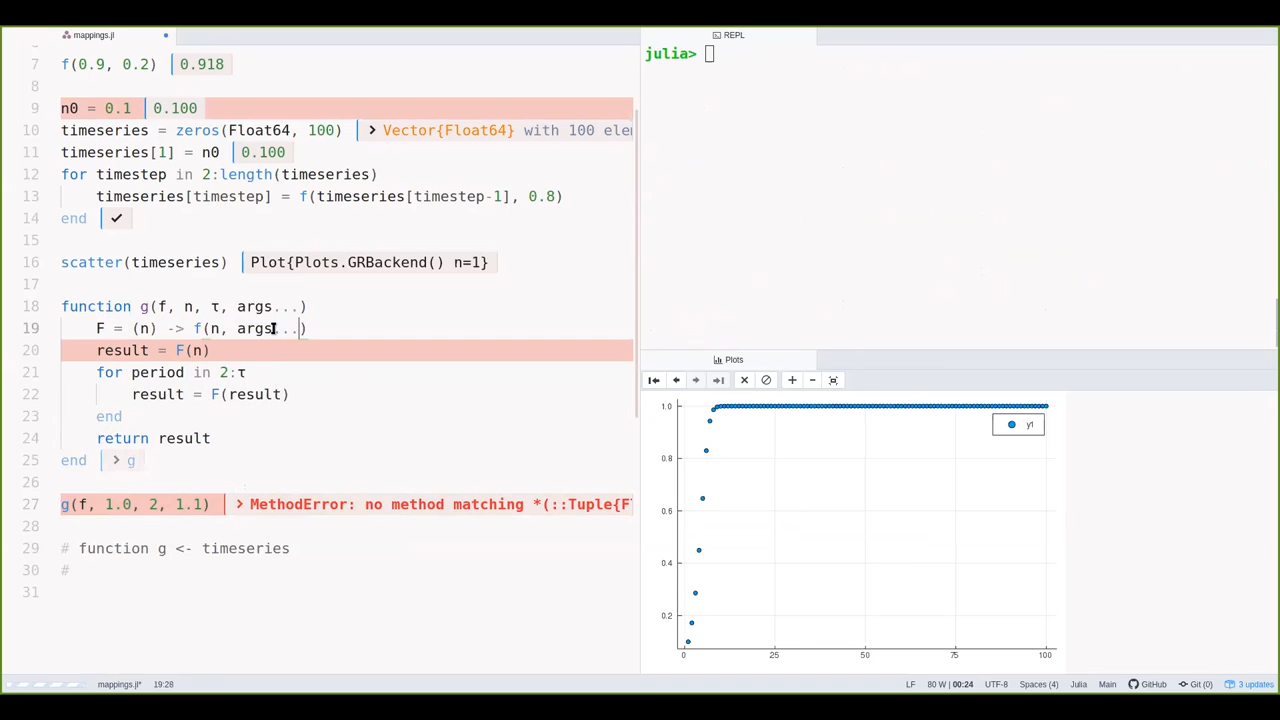 mappings.jl
7 f(0.9, 0.2) 0.918
8
9 n0 = 0.1 0.100
10 timeseries = zeros(Float64, 100) > Vector{Float64} with 100 elem
11 timeseries[1] = n0 0.100
12 for timestep in 2:length(timeseries)
13 timeseries[timestep] = f(timeseries[timestep-1], 0.8)
14 end ✓
15
16 scatter(timeseries) Plot{Plots.GRBackend() n=1}
17
18 function g(f, n, τ, args...)
19 F = (n) -> f(n, args...)
20 result = F(n)
21 for period in 2:τ
22 result = F(result)
23 end
24 return result
25 end > g
26
27 g(f, 1.0, 2, 1.1) > MethodError: no method matching *(::Tuple{F
28
29 # function g <- timeseries
30 #
31
REPL
julia>
Plots
y1
1.0
0.8
0.6
0.4
0.2
0 25 50 75 100
mappings.jl* 19:28 LF 80 W | 00:24 UTF-8 Spaces (4) Julia Main GitHub Git (0) 3 updates